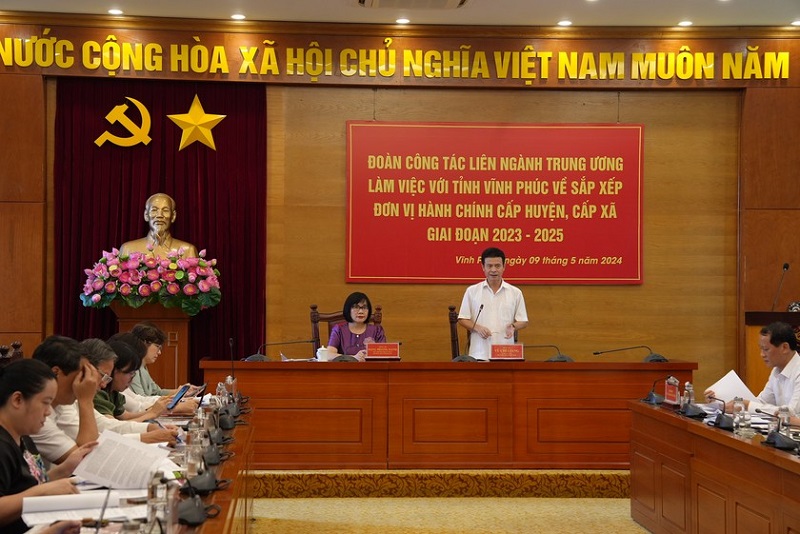 NƯỚC CỘNG HÒA XÃ HỘI CHỦ NGHĨA VIỆT NAM MUÔN NĂM
ĐOÀN CÔNG TÁC LIÊN NGÀNH TRUNG ƯƠNG
LÀM VIỆC VỚI TỈNH VĨNH PHÚC VỀ SẮP XẾP
ĐƠN VỊ HÀNH CHÍNH CẤP HUYỆN, CẤP XÃ
GIAI ĐOẠN 2023 - 2025
Vĩnh P gày 09 tháng 5 năm 2024